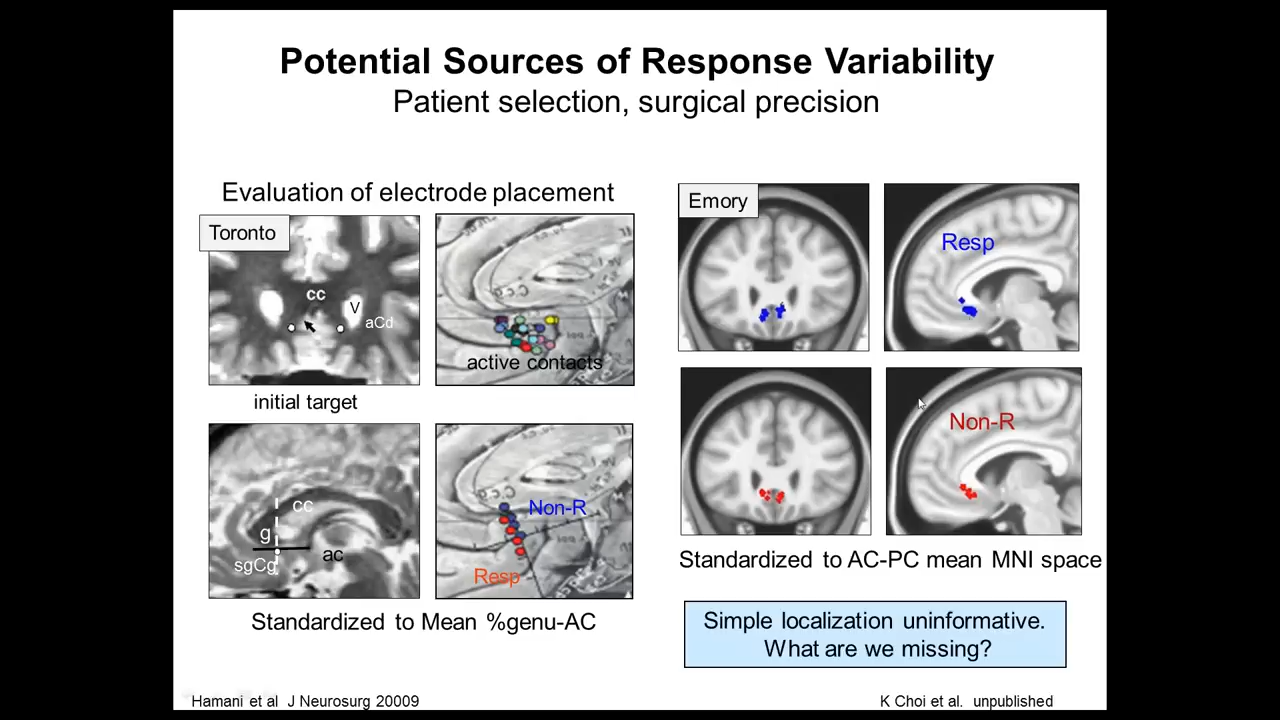 Potential Sources of Response Variability
Patient selection, surgical precision
Evaluation of electrode placement
Toronto
cc
V
aCd
initial target
active contacts
cc
g
ac
sgCg
Non-R
Resp
Standardized to Mean %genu-AC
Emory
Resp
Non-R
Standardized to AC-PC mean MNI space
Simple localization uninformative.
What are we missing?
Hamani et al J Neurosurg 20009
K Choi et al. unpublished